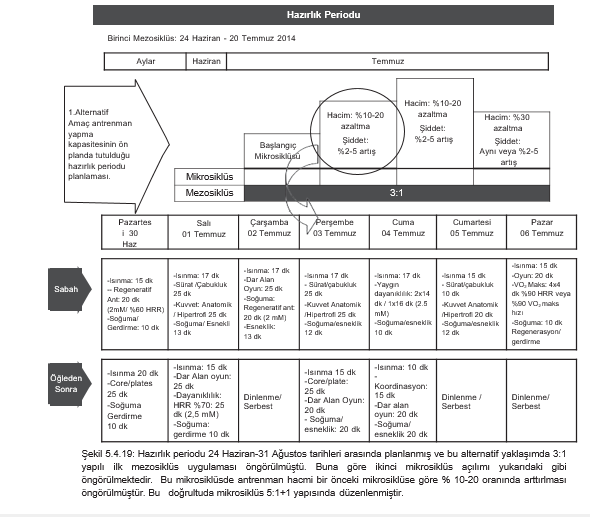 Hazırlık Periodu
Birinci Mezosiklüs: 24 Haziran - 20 Temmuz 2014
Aylar Haziran Temmuz
1.Alternatif
Amaç antrenman
yapma
kapasitesinin ön
planda tutulduğu
hazırlık periodu
planlaması.
Başlangıç
Mikrosiklüsü
Hacim: %10-20
azaltma
Şiddet:
%2-5 artış
Hacim: %10-20
azaltma
Şiddet:
%2-5 artış
Hacim: %30
azaltma
Şiddet:
Aynı veya %2-5
artış
Mikrosiklüs
Mezosiklüs 3:1
Pazartes
i 30
Haz
Salı
01 Temmuz
Çarşamba
02 Temmuz
Perşembe
03 Temmuz
Cuma
04 Temmuz
Cumartesi
05 Temmuz
Pazar
06 Temmuz
Sabah
-Isınma: 15 dk
– Regeneratif
Ant: 20 dk
(2mM/ %60 HRR)
-Soğuma/
Gerdirme: 10 dk
-Isınma: 17 dk
-Sürat /Çabukluk
25 dk
-Kuvvet: Anatomik
/ Hipertrofi 25 dk
-Soğuma/ Esnekli
13 dk
-Isınma: 17 dk
-Dar Alan
Oyun: 25 dk
-Soğuma:
Regeneratif ant:
20 dk (2 mM)
-Esneklik:
13 dk
-Isınma 17 dk
- Sürat/çabukluk
25 dk
-Kuvvet Anatomik
/Hipertrofi 25 dk
-Soğuma/esneklik
12 dk
-Isınma: 17 dk
-Yaygın
dayanıklılık: 2x14
dk / 1x16 dk (2.5
mM)
-Soğuma/esneklik
10 dk
-Isınma: 15 dk
- Sürat/çabukluk
10 dk
-Kuvvet Anatomik
/Hipertrofi 20 dk
-Soğuma/esneklik
12 dk
-Isınma: 15 dk
-Oyun: 20 dk
-VO₂ Maks: 4x4
dk %90 HRR veya
%90 VO₂ maks
hızı
-Soğuma: 10 dk
Regenerasyon/
gerdirme
Öğleden
Sonra
-Isınma 20 dk
-Core/plates
25 dk
-Soğuma
Gerdirme
10 dk
-Isınma: 15 dk
-Dar Alan oyun:
25 dk
-Dayanıklılık:
HRR %70: 25
dk (2,5 mM)
-Soğuma:
gerdirme 10 dk
Dinlenme/
Serbest
-Isınma 15 dk
-Core/plate:
25 dk
-Dar Alan Oyun:
20 dk
- Soğuma/
esneklik: 20 dk
-Isınma: 10 dk
-
Koordinasyon:
15 dk
-Dar alan
oyun: 20 dk
-Soğuma/
esneklik 20 dk
Dinlenme /
Serbest
Dinlenme/
Serbest
Şekil 5.4.19: Hazırlık periodu 24 Haziran-31 Ağustos tarihleri arasında planlanmış ve bu alternatif yaklaşımda 3:1
yapılı ilk mezosiklüs uygulaması öngörülmüştü. Buna göre ikinci mikrosiklüs açılımı yukarıdaki gibi
öngörülmektedir. Bu mikrosiklüste antrenman hacmi bir önceki mikrosiklüse göre % 10-20 oranında arttırılması
öngörülmüştür. Bu doğrultuda mikrosiklüs 5:1+1 yapısında düzenlenmiştir.